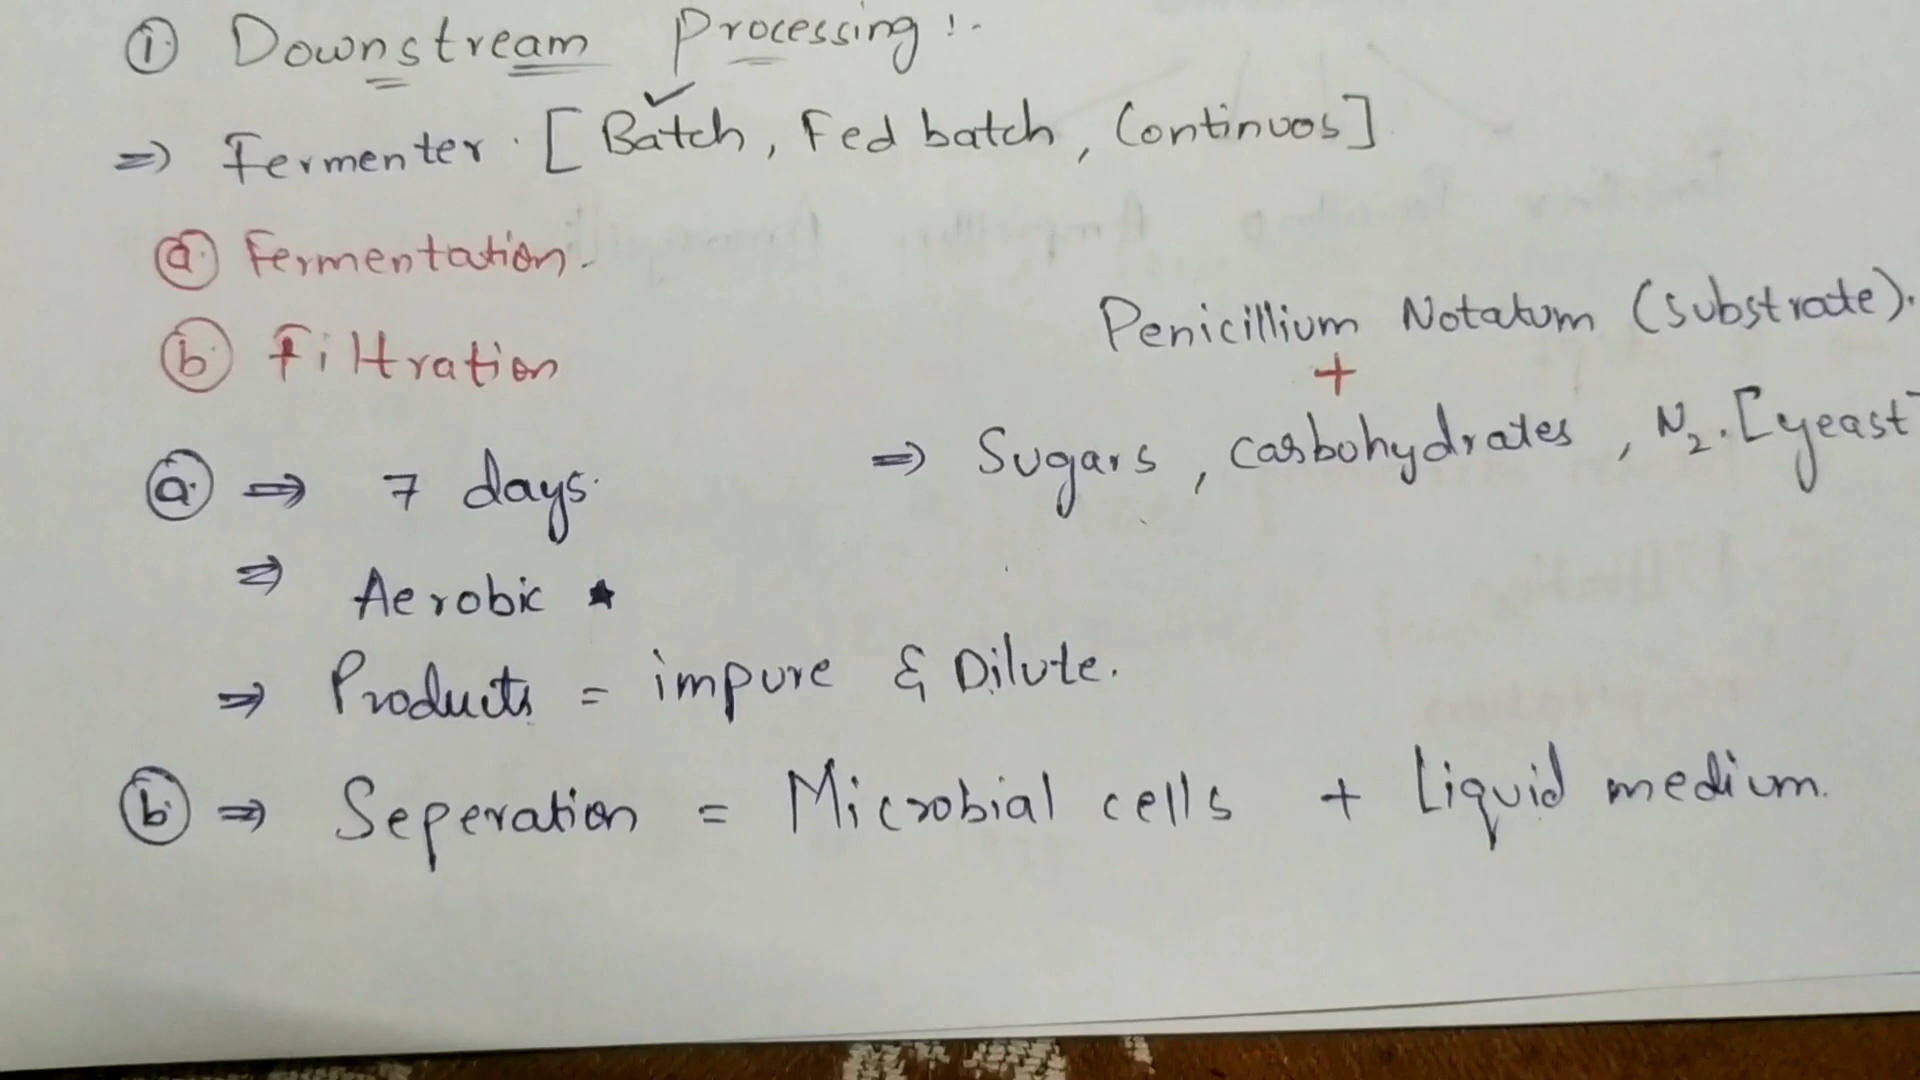 ① Downstream Processing :-
=> Fermenter . [ Batch, Fed batch, Continuos ]
ⓐ Fermentation.
ⓑ Filtration
Penicillium Notatum (substrate).
+
=> Sugars, carbohydrates, N₂. [yeast]
ⓐ => 7 days.
=> Aerobic ★
=> Products = impure & Dilute.
ⓑ => Seperation = Microbial cells + Liquid medium.